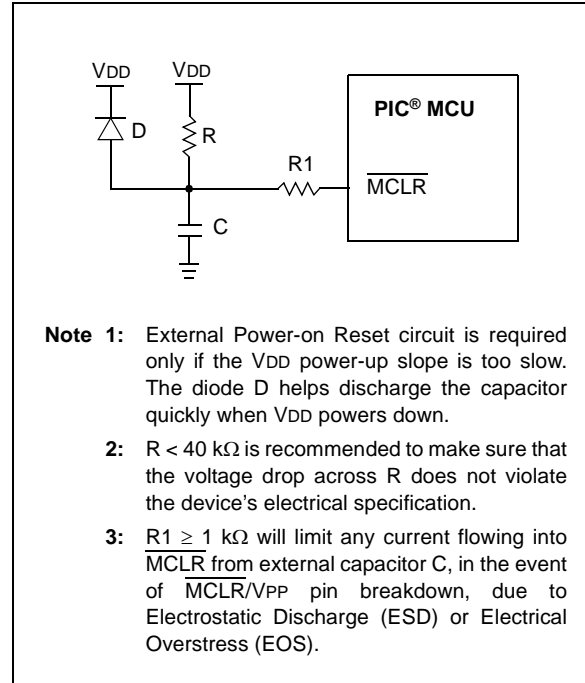 VDD VDD
D
R
R1
C
PIC® MCU
MCLR
Note 1: External Power-on Reset circuit is required
only if the VDD power-up slope is too slow.
The diode D helps discharge the capacitor
quickly when VDD powers down.
2: R < 40 kΩ is recommended to make sure that
the voltage drop across R does not violate
the device’s electrical specification.
3: R1 ≥ 1 kΩ will limit any current flowing into
MCLR from external capacitor C, in the event
of MCLR/VPP pin breakdown, due to
Electrostatic Discharge (ESD) or Electrical
Overstress (EOS).